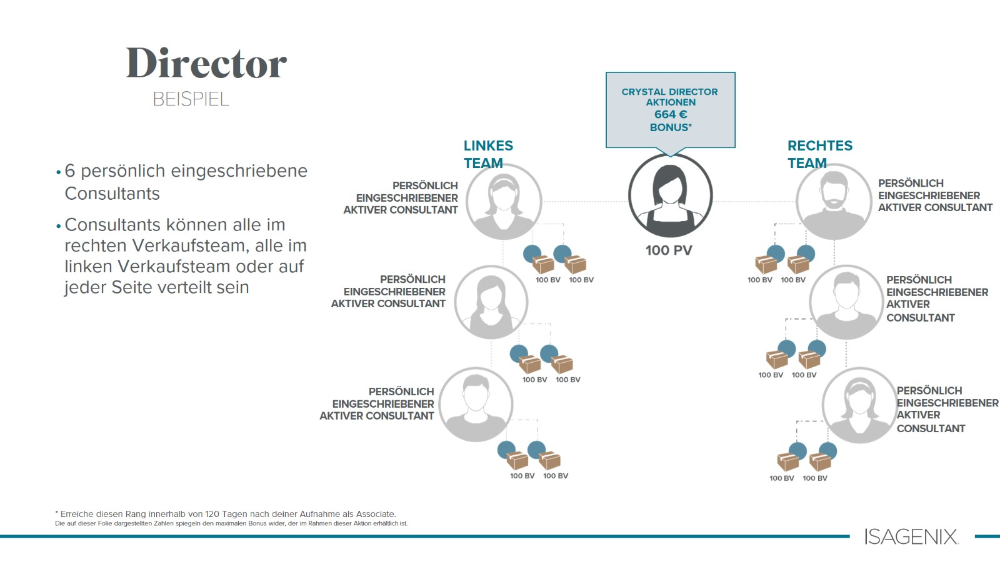 Director
BEISPIEL
• 6 persönlich eingeschriebene
Consultants
• Consultants können alle im
rechten Verkaufsteam, alle im
linken Verkaufsteam oder auf
jeder Seite verteilt sein
CRYSTAL DIRECTOR
AKTIONEN
664 €
BONUS*
100 PV
LINKES
TEAM
PERSÖNLICH
EINGESCHRIEBENER
AKTIVER CONSULTANT
100 BV 100 BV
PERSÖNLICH
EINGESCHRIEBENER
AKTIVER CONSULTANT
100 BV 100 BV
PERSÖNLICH
EINGESCHRIEBENER
AKTIVER CONSULTANT
100 BV 100 BV
RECHTES
TEAM
PERSÖNLICH
EINGESCHRIEBENER
AKTIVER CONSULTANT
100 BV 100 BV
PERSÖNLICH
EINGESCHRIEBENER
AKTIVER
CONSULTANT
100 BV 100 BV
PERSÖNLICH
EINGESCHRIEBENER
AKTIVER
CONSULTANT
100 BV 100 BV
* Erreiche diesen Rang innerhalb von 120 Tagen nach deiner Aufnahme als Associate.
Die auf dieser Folie dargestellten Zahlen spiegeln den maximalen Bonus wider, der im Rahmen dieser Aktion erhältlich ist.
ISAGENIX